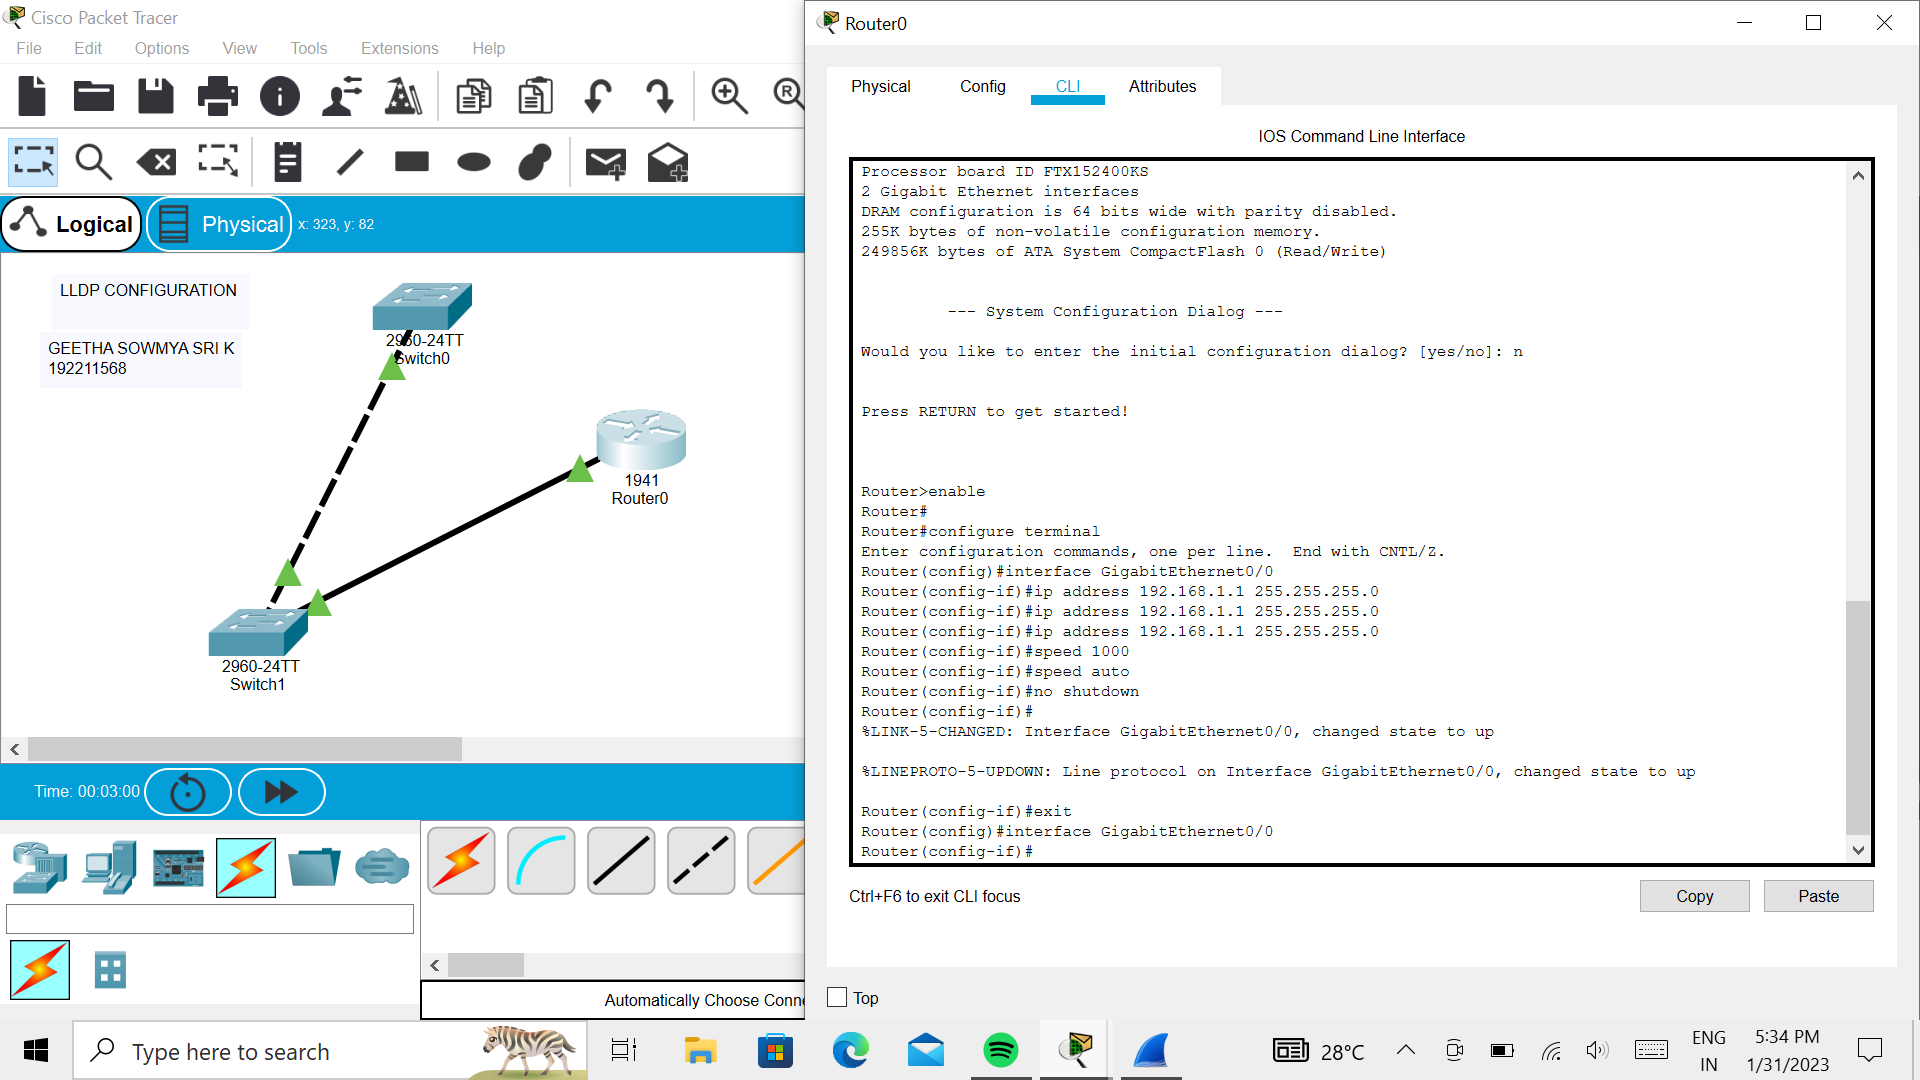 Cisco Packet Tracer
File Edit Options View Tools Extensions Help
Logical
Physical
x: 323, y: 82
LLDP CONFIGURATION
GEETHA SOWMYA SRI K
192211568
2960-24TT
Switch0
1941
Router0
2960-24TT
Switch1
Time: 00:03:00
Automatically Choose Conne
Router0
Physical Config CLI Attributes
IOS Command Line Interface
Processor board ID FTX152400KS
2 Gigabit Ethernet interfaces
DRAM configuration is 64 bits wide with parity disabled.
255K bytes of non-volatile configuration memory.
249856K bytes of ATA System CompactFlash 0 (Read/Write)
--- System Configuration Dialog ---
Would you like to enter the initial configuration dialog? [yes/no]: n
Press RETURN to get started!
Router>enable
Router#
Router#configure terminal
Enter configuration commands, one per line.  End with CNTL/Z.
Router(config)#interface GigabitEthernet0/0
Router(config-if)#ip address 192.168.1.1 255.255.255.0
Router(config-if)#ip address 192.168.1.1 255.255.255.0
Router(config-if)#ip address 192.168.1.1 255.255.255.0
Router(config-if)#speed 1000
Router(config-if)#speed auto
Router(config-if)#no shutdown
Router(config-if)#
%LINK-5-CHANGED: Interface GigabitEthernet0/0, changed state to up
%LINEPROTO-5-UPDOWN: Line protocol on Interface GigabitEthernet0/0, changed state to up
Router(config-if)#exit
Router(config)#interface GigabitEthernet0/0
Router(config-if)#
Ctrl+F6 to exit CLI focus
Copy
Paste
Top
Type here to search
28°C
ENG
IN
5:34 PM
1/31/2023